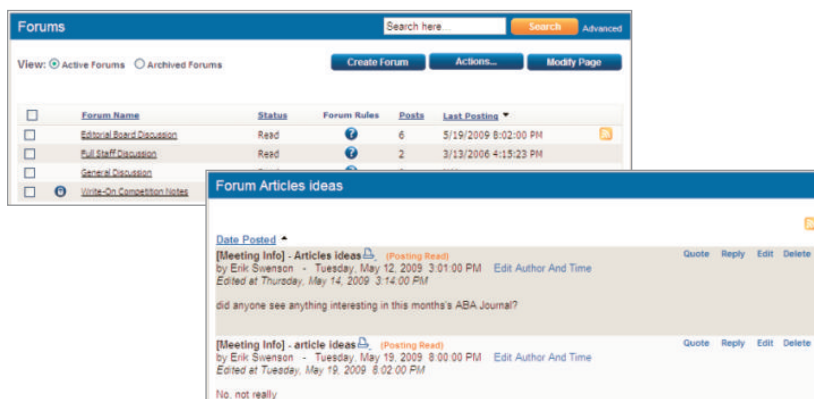 Forums
Search here...
Search
Advanced
View: Active Forums Archived Forums
Create Forum
Actions...
Modify Page
Forum Name Status Forum Rules Posts Last Posting
Editorial Board Discussion Read 6 5/19/2009 8:02:00 PM
Full Staff Discussion Read 2 3/13/2006 4:15:23 PM
General Discussion
Write-On Competition Notes
Forum Articles ideas
Date Posted
[Meeting Info] - Articles ideas (Posting Read) Quote Reply Edit Delete
by Erik Swenson - Tuesday, May 12, 2009 3:01:00 PM Edit Author And Time
Edited at Thursday, May 14, 2009 3:14:00 PM
did anyone see anything interesting in this months's ABA Journal?
[Meeting Info] - article ideas (Posting Read) Quote Reply Edit Delete
by Erik Swenson - Tuesday, May 19, 2009 8:00:00 PM Edit Author And Time
Edited at Tuesday, May 19, 2009 8:02:00 PM
No, not really